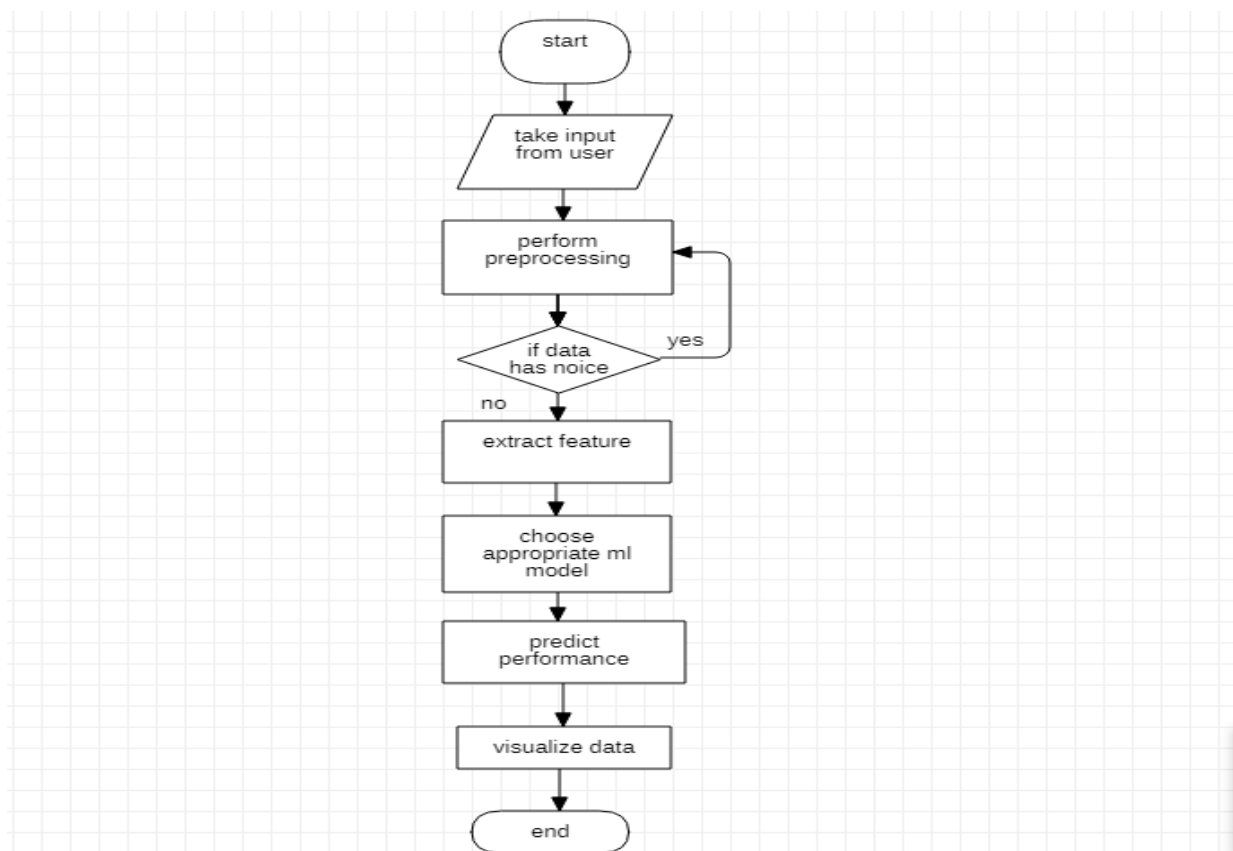 start
take input
from user
perform
preprocessing
if data
has noice
yes
no
extract feature
choose
appropriate ml
model
predict
performance
visualize data
end